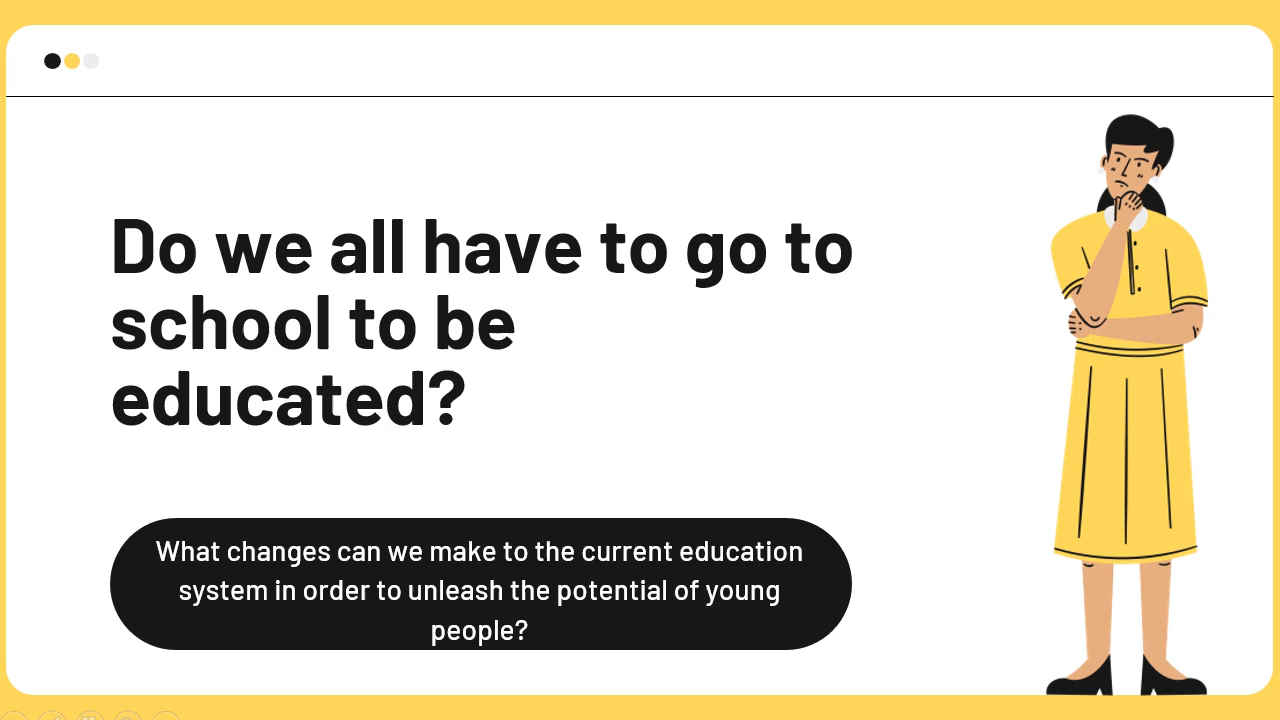 Do we all have to go to
school to be
educated?
What changes can we make to the current education
system in order to unleash the potential of young
people?